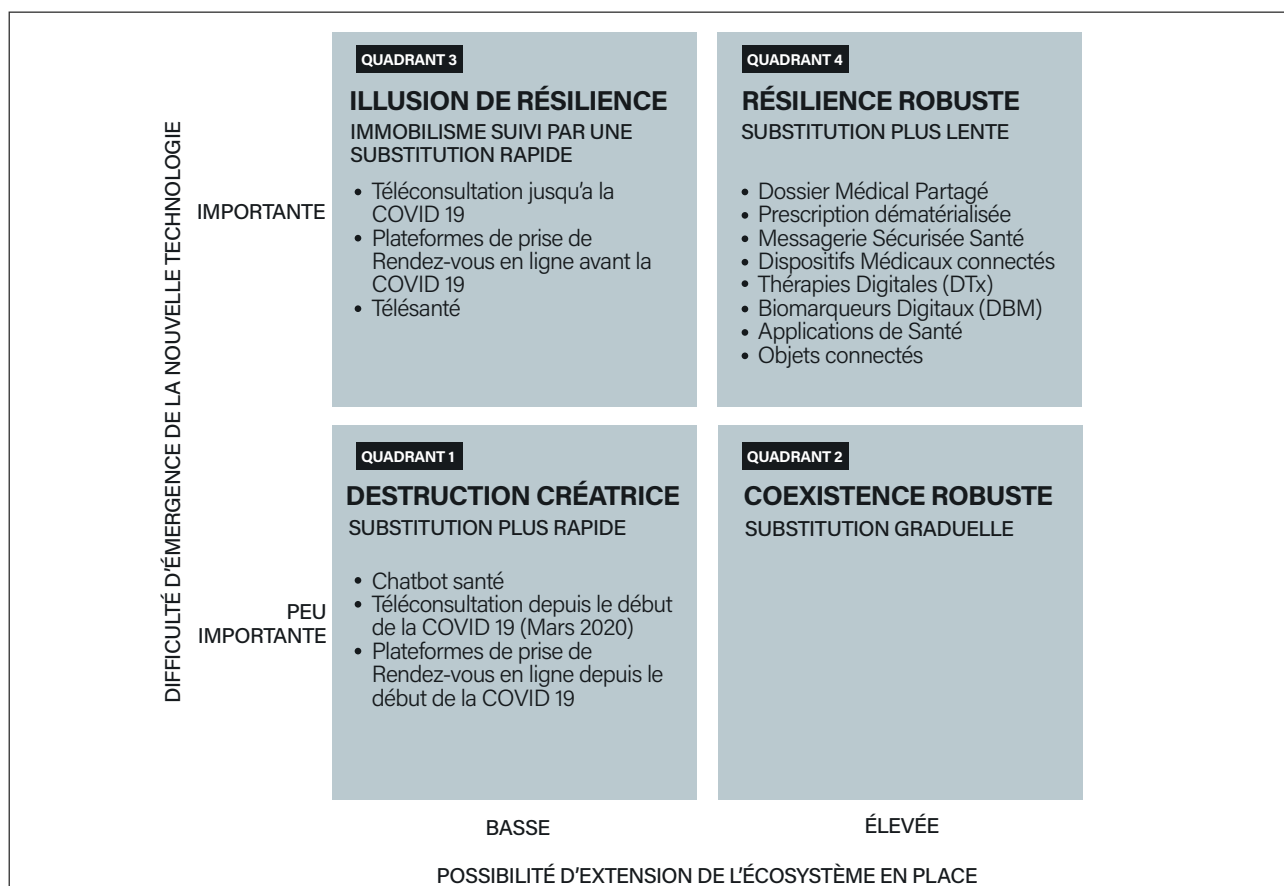 DIFFICULTÉ D'ÉMERGENCE DE LA NOUVELLE TECHNOLOGIE
IMPORTANTE
QUADRANT 3
ILLUSION DE RÉSILIENCE
IMMOBILISME SUIVI PAR UNE
SUBSTITUTION RAPIDE
• Téléconsultation jusqu'a la
COVID 19
• Plateformes de prise de
Rendez-vous en ligne avant la
COVID 19
• Télésanté
QUADRANT 4
RÉSILIENCE ROBUSTE
SUBSTITUTION PLUS LENTE
• Dossier Médical Partagé
• Prescription dématérialisée
• Messagerie Sécurisée Santé
• Dispositifs Médicaux connectés
• Thérapies Digitales (DTx)
• Biomarqueurs Digitaux (DBM)
• Applications de Santé
• Objets connectés
PEU
IMPORTANTE
QUADRANT 1
DESTRUCTION CRÉATRICE
SUBSTITUTION PLUS RAPIDE
• Chatbot santé
• Téléconsultation depuis le début
de la COVID 19 (Mars 2020)
• Plateformes de prise de
Rendez-vous en ligne depuis le
début de la COVID 19
QUADRANT 2
COEXISTENCE ROBUSTE
SUBSTITUTION GRADUELLE
BASSE
ÉLEVÉE
POSSIBILITÉ D'EXTENSION DE L'ÉCOSYSTÈME EN PLACE